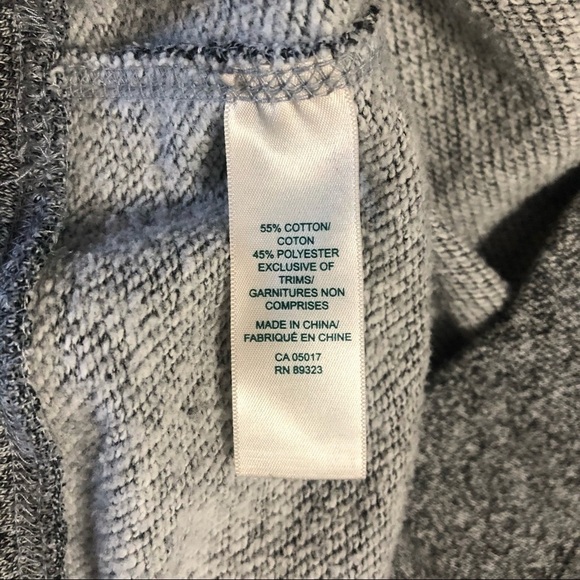 55% COTTON/
COTON
45% POLYESTER
EXCLUSIVE OF
TRIMS/
GARNITURES NON
COMPRISES
MADE IN CHINA/
FABRIQUÉ EN CHINE
CA 05017
RN 89323